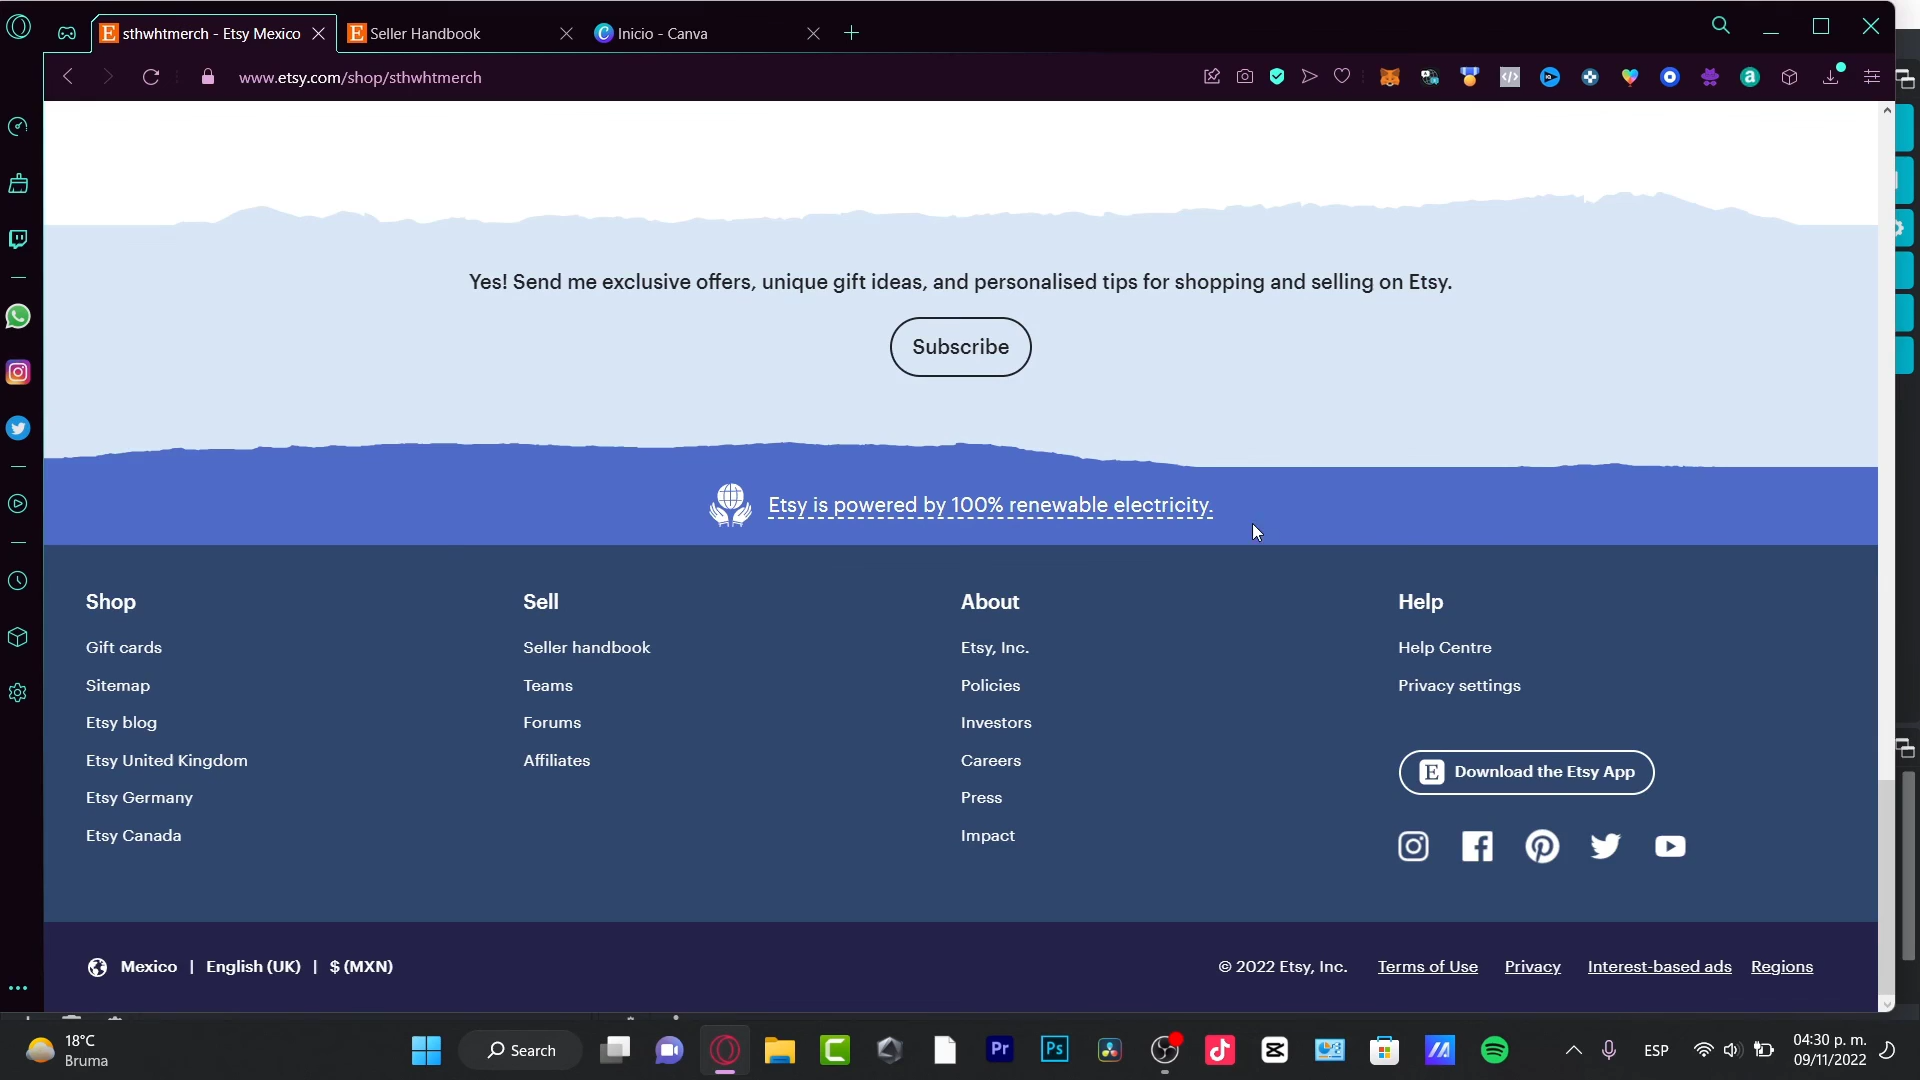 sthwhtmerch - Etsy Mexico
Seller Handbook
Inicio - Canva
www.etsy.com/shop/sthwhtmerch
Yes! Send me exclusive offers, unique gift ideas, and personalised tips for shopping and selling on Etsy.
Subscribe
Etsy is powered by 100% renewable electricity.
Shop
Gift cards
Sitemap
Etsy blog
Etsy United Kingdom
Etsy Germany
Etsy Canada
Sell
Seller handbook
Teams
Forums
Affiliates
About
Etsy, Inc.
Policies
Investors
Careers
Press
Impact
Help
Help Centre
Privacy settings
E Download the Etsy App
Mexico | English (UK) | $ (MXN)
© 2022 Etsy, Inc. Terms of Use Privacy Interest-based ads Regions
18°C
Bruma
Search
Pr
Ps
ESP
04:30 p. m.
09/11/2022